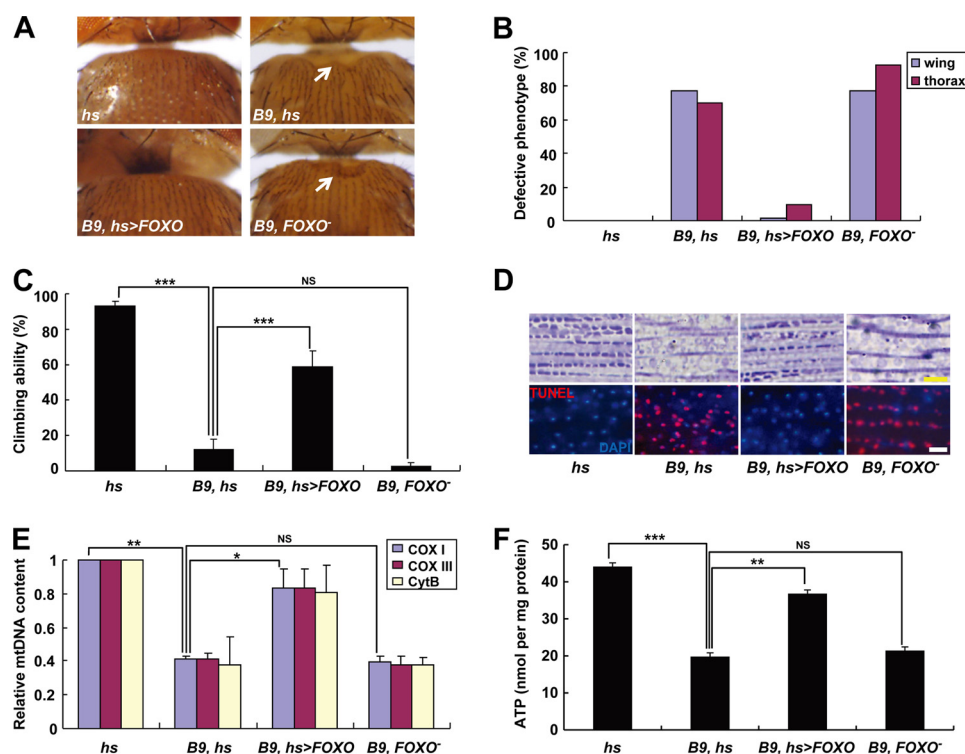 A
hs
B9, hs
B9, hs>FOXO
B9, FOXO-
B
Defective phenotype (%)
80
60
40
20
0
wing
thorax
hs
B9, hs
B9, hs>FOXO
B9, FOXO-
C
Climbing ability (%)
100
80
60
40
20
0
***
NS
***
hs
B9, hs
B9, hs>FOXO
B9, FOXO-
D
TUNEL
DAPI
hs
B9, hs
B9, hs>FOXO
B9, FOXO-
E
Relative mtDNA content
1
0.8
0.6
0.4
0.2
0
**
NS
*
COX I
COX III
CytB
hs
B9, hs
B9, hs>FOXO
B9, FOXO-
F
ATP (nmol per mg protein)
50
40
30
20
10
0
***
NS
**
hs
B9, hs
B9, hs>FOXO
B9, FOXO-